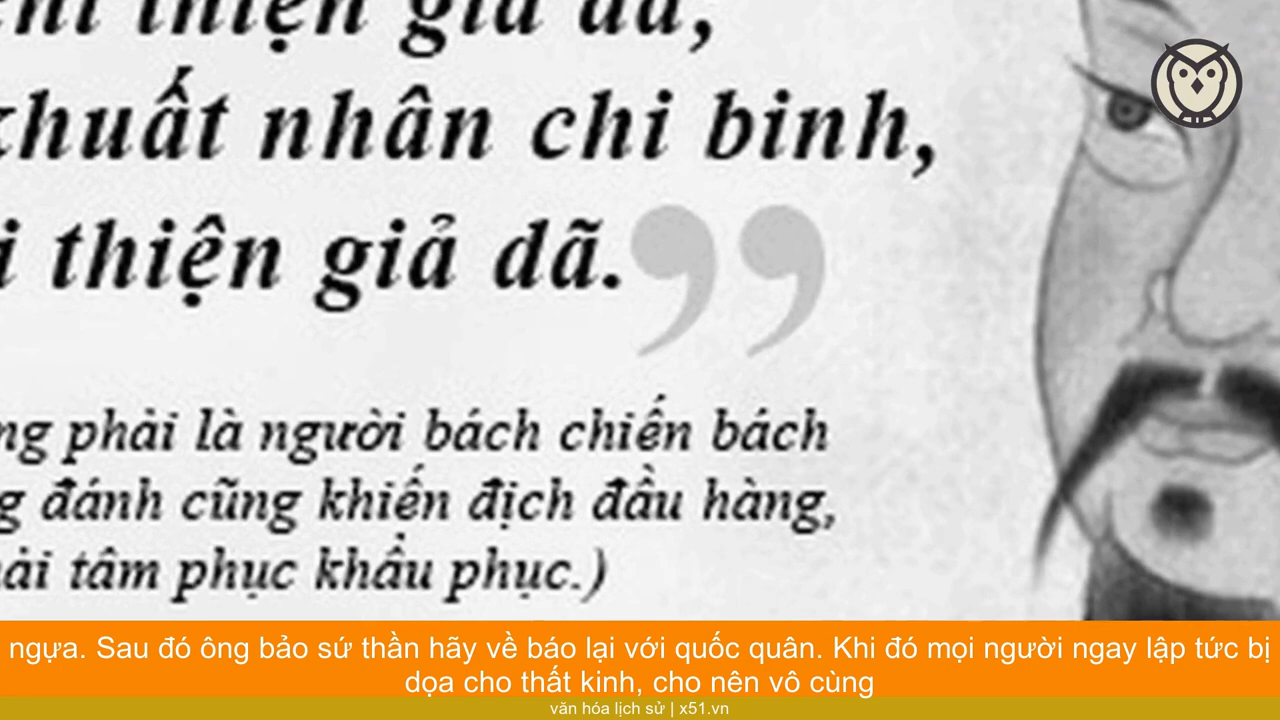 chi thiện giả dã,
khuất nhân chi binh,
thiện giả dã.”
phải là người bách chiến bách
đánh cũng khiến địch đầu hàng,
tâm phục khẩu phục.)
ngựa. Sau đó ông bảo sứ thần hãy về báo lại với quốc quân. Khi đó mọi người ngay lập tức bị
dọa cho thất kinh, cho nên vô cùng
văn hóa lịch sử | x51.vn